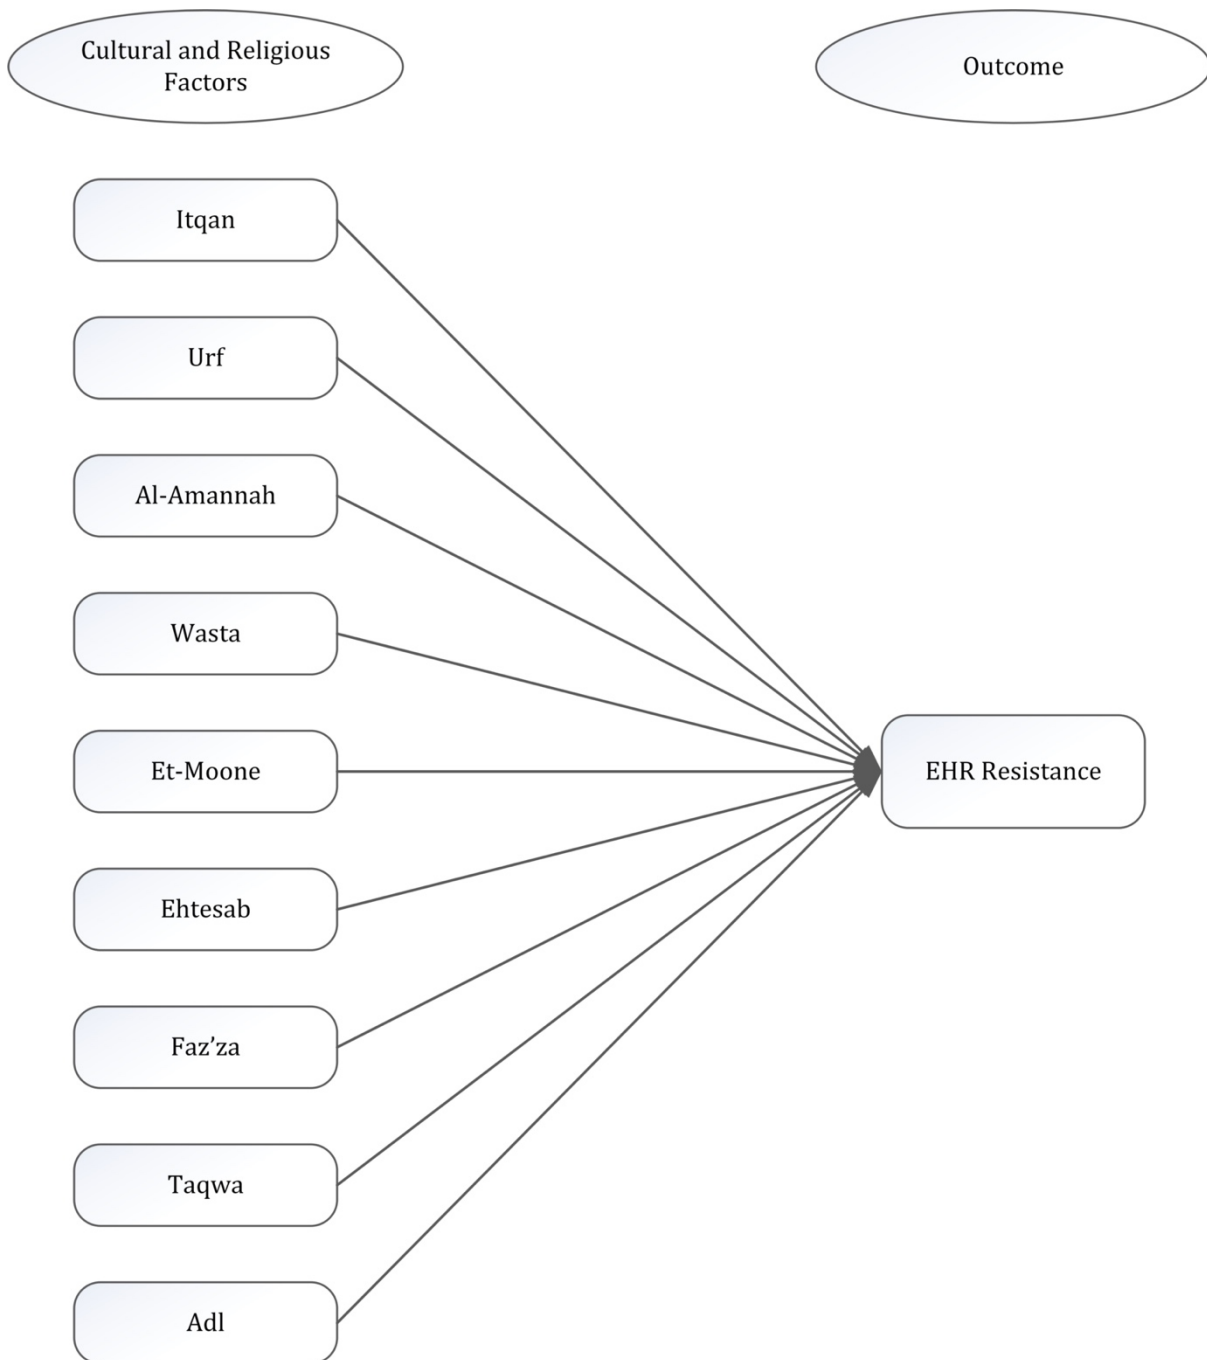 Cultural and Religious
Factors
Outcome
Itqan
Urf
Al-Amannah
Wasta
Et-Moone
EHR Resistance
Ehtesab
Faz’za
Taqwa
Adl